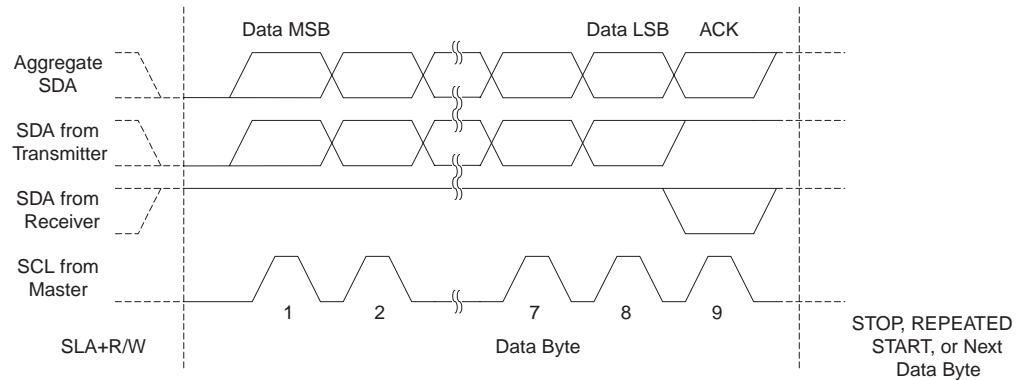 Data MSB
Data LSB
ACK
Aggregate
SDA
SDA from
Transmitter
SDA from
Receiver
SCL from
Master
1
2
7
8
9
SLA+R/W
Data Byte
STOP, REPEATED
START, or Next
Data Byte